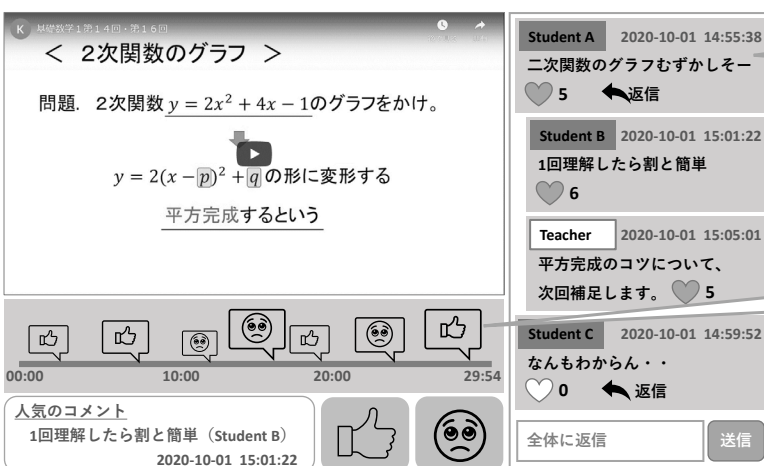 K 基礎数学1第14回・第16回
＜ 2次関数のグラフ ＞
問題. 2次関数 y = 2x² + 4x − 1のグラフをかけ。
y = 2(x − p)² + q の形に変形する
平方完成するという
00:00 10:00 20:00 29:54
人気のコメント
1回理解したら割と簡単（Student B）
2020-10-01 15:01:22
Student A 2020-10-01 14:55:38
二次関数のグラフむずかしそー
5 返信
Student B 2020-10-01 15:01:22
1回理解したら割と簡単
6
Teacher 2020-10-01 15:05:01
平方完成のコツについて、
次回補足します。 5
Student C 2020-10-01 14:59:52
なんもわからん・・
0 返信
全体に返信 送信